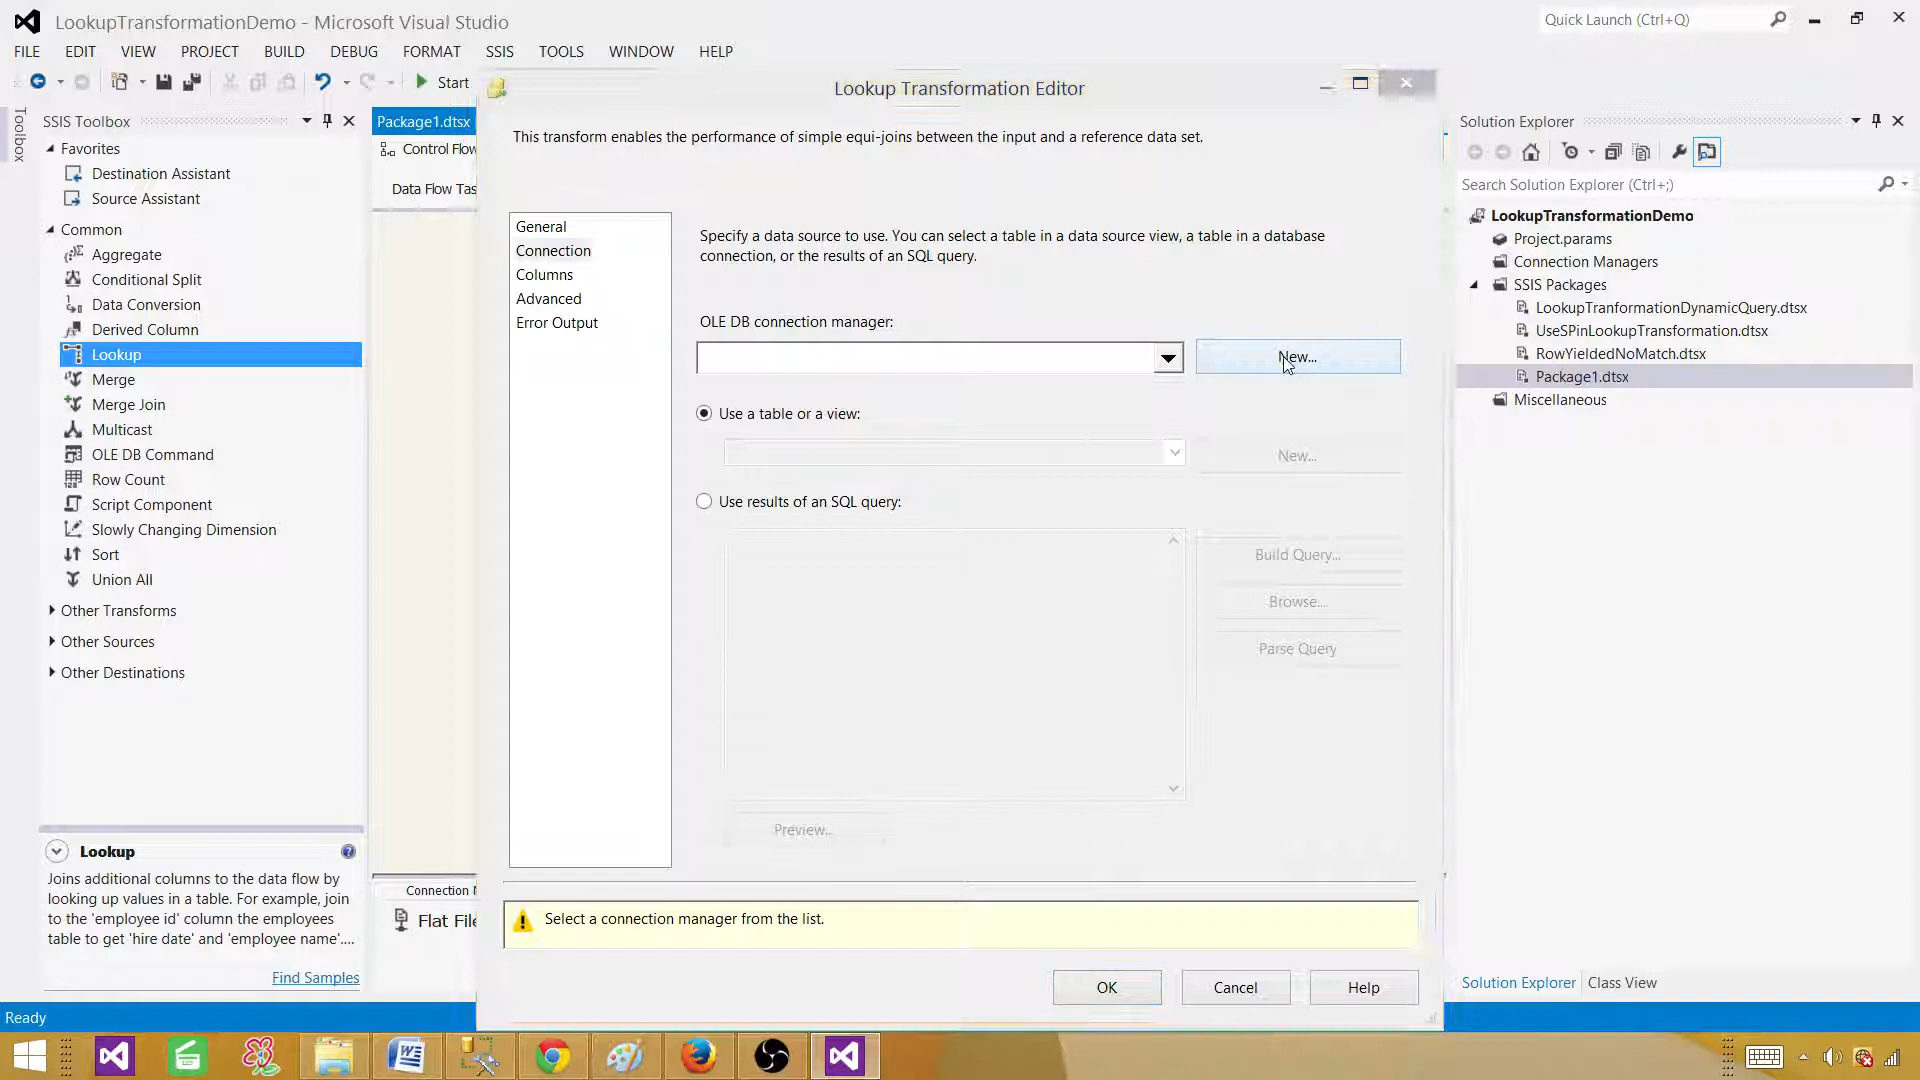 LookupTransformationDemo - Microsoft Visual Studio
Quick Launch (Ctrl+Q)
FILE EDIT VIEW PROJECT BUILD DEBUG FORMAT SSIS TOOLS WINDOW HELP
Start
Lookup Transformation Editor
Toolbox
SSIS Toolbox
Favorites
Destination Assistant
Source Assistant
Common
Aggregate
Conditional Split
Data Conversion
Derived Column
Lookup
Merge
Merge Join
Multicast
OLE DB Command
Row Count
Script Component
Slowly Changing Dimension
Sort
Union All
Other Transforms
Other Sources
Other Destinations
Lookup
Joins additional columns to the data flow by
looking up values in a table. For example, join
to the 'employee id' column the employees
table to get 'hire date' and 'employee name'....
Find Samples
Package1.dtsx
Control Flow
Data Flow Tas
Connection
Flat File
This transform enables the performance of simple equi-joins between the input and a reference data set.
General
Connection
Columns
Advanced
Error Output
Specify a data source to use. You can select a table in a data source view, a table in a database
connection, or the results of an SQL query.
OLE DB connection manager:
New...
Use a table or a view:
New...
Use results of an SQL query:
Build Query...
Browse...
Parse Query
Preview...
Select a connection manager from the list.
OK Cancel Help
Solution Explorer
Search Solution Explorer (Ctrl+;)
LookupTransformationDemo
Project.params
Connection Managers
SSIS Packages
LookupTranformationDynamicQuery.dtsx
UseSPinLookupTransformation.dtsx
RowYieldedNoMatch.dtsx
Package1.dtsx
Miscellaneous
Solution Explorer Class View
Ready